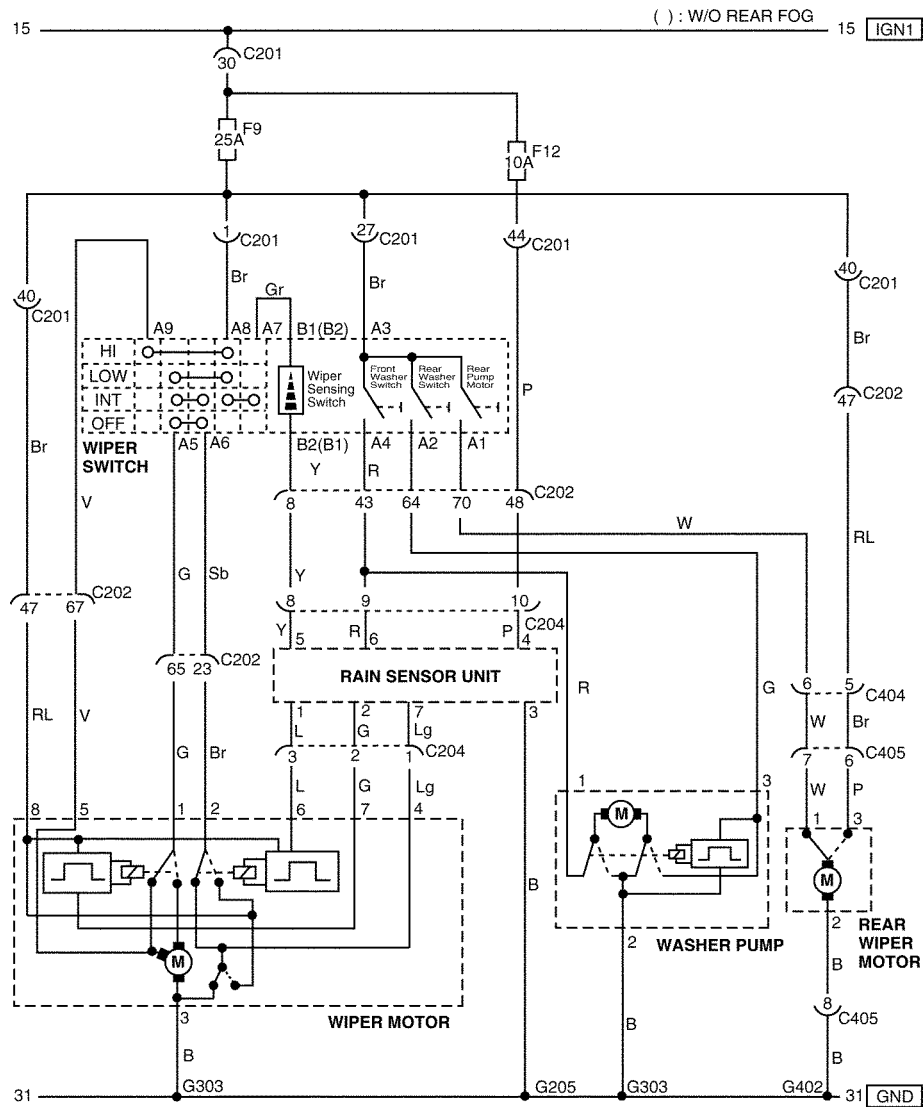 ( ) : W/O REAR FOG
15 15 IGN1
C201
30
F9
25A
F12
10A
1 27 44
C201 C201 C201
40 40
C201 C201
Br Gr Br Br
A9 A8 A7 B1(B2) A3
HI
LOW
INT
OFF
Wiper
Sensing
Switch
Front
Washer
Switch
Rear
Washer
Switch
Rear
Pump
Motor
P
47 C202
WIPER
SWITCH
A5 A6 B2(B1) A4 A2 A1
Br V Y R
8 43 64 70 48 C202
W
RL
G Sb Y
47 67 C202
8 9 10 C204
Y 5 R 6 P 4
65 23 C202
RAIN SENSOR UNIT
R G
6 5 C404
1 2 7 3
RL V
L G Lg
W Br
G Br
3 2 1 C204
7 6 C405
L G Lg
W P
8 5 1 2 6 7 4
1 3
1 3
M
M
B
M
2
WASHER PUMP
2
REAR
WIPER
MOTOR
B
WIPER MOTOR
3
8 C405
B B B
G303 G205 G303 G402
31 31 GND